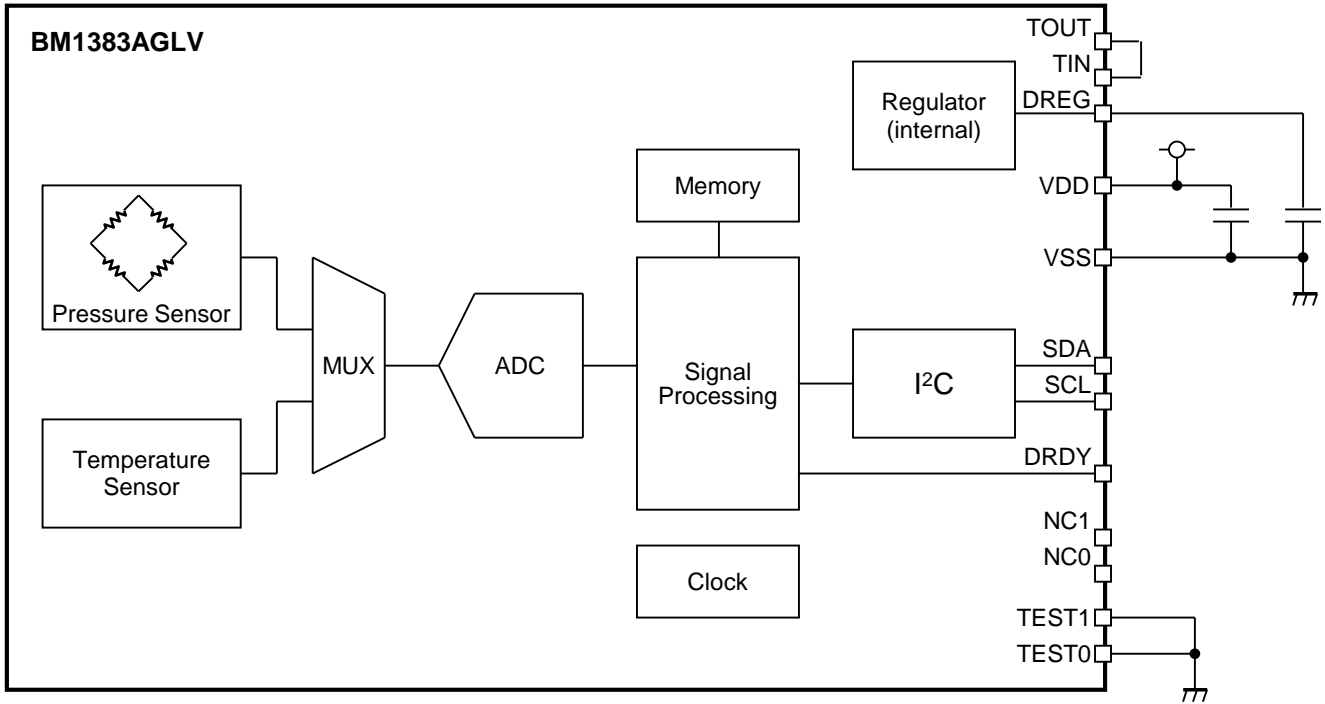 BM1383AGLV
TOUT
TIN
DREG
Regulator
(internal)
VDD
Memory
VSS
Pressure Sensor
MUX
ADC
Signal
Processing
I²C
SDA
SCL
Temperature
Sensor
DRDY
NC1
NC0
Clock
TEST1
TEST0